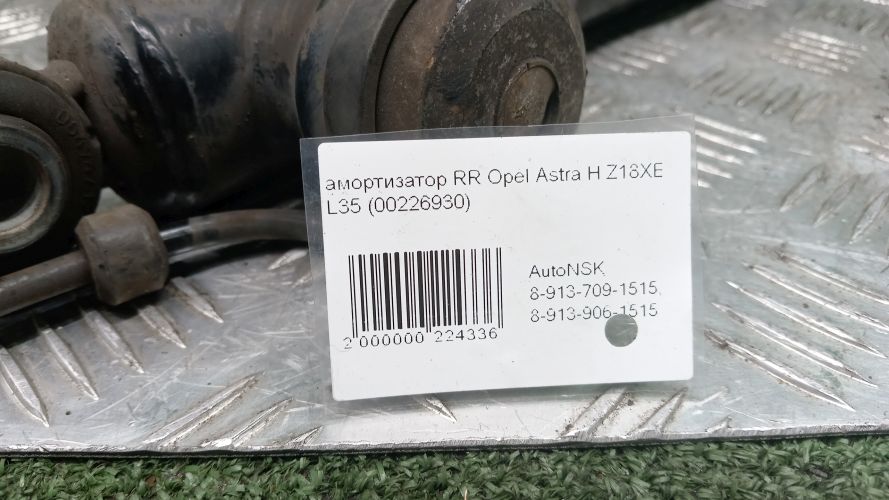 амортизатор RR Opel Astra H Z18XE
L35 (00226930)
AutoNSK,
8-913-709-1515,
8-913-906-1515
2 000000 224336